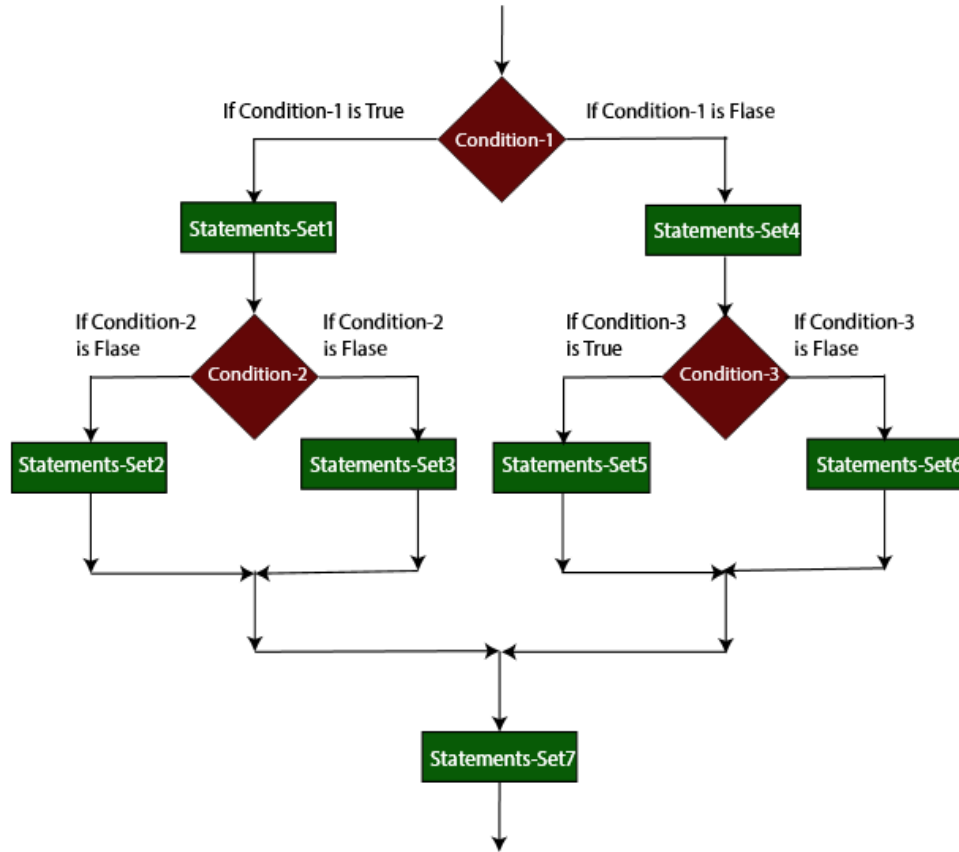 If Condition-1 is True
If Condition-1 is Flase
Condition-1
Statements-Set1
Statements-Set4
If Condition-2
is Flase
If Condition-2
is Flase
If Condition-3
is True
If Condition-3
is Flase
Condition-2
Condition-3
Statements-Set2
Statements-Set3
Statements-Set5
Statements-Set6
Statements-Set7